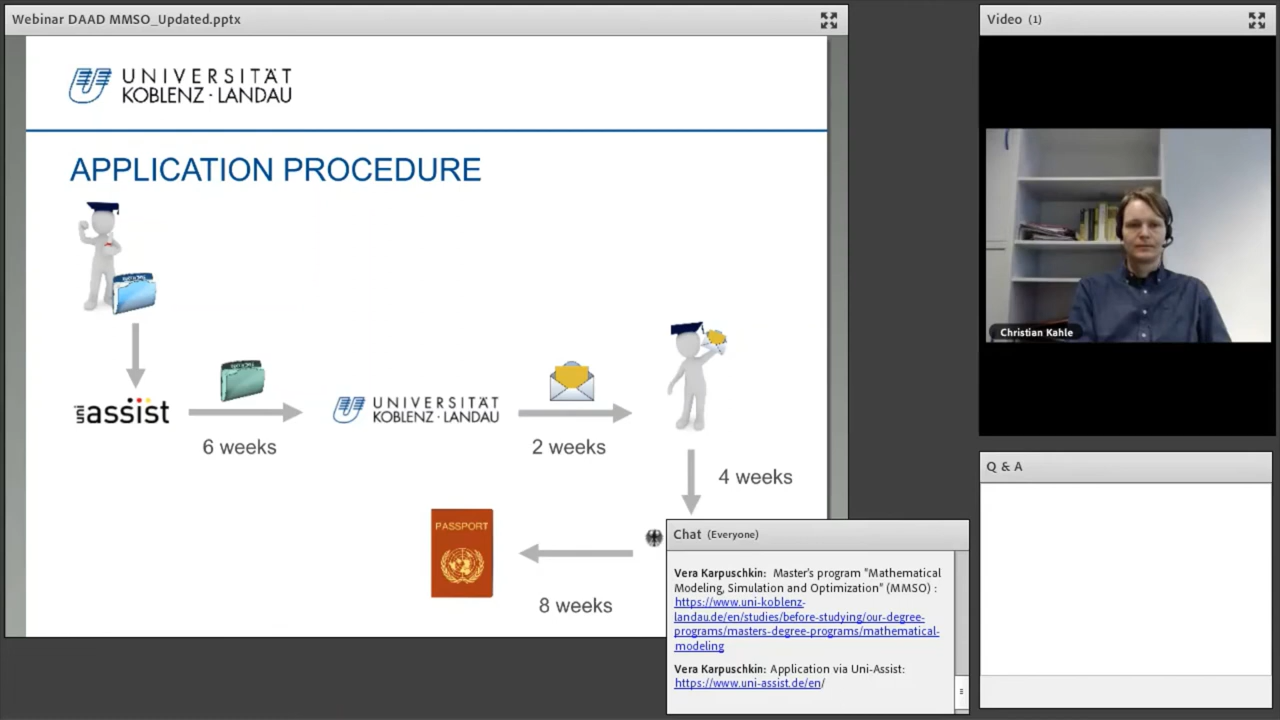 Webinar DAAD MMSO_Updated.pptx
UNIVERSITÄT
KOBLENZ · LANDAU
APPLICATION PROCEDURE
uni assist
6 weeks
UNIVERSITÄT
KOBLENZ · LANDAU
2 weeks
4 weeks
PASSPORT
8 weeks
Chat (Everyone)
Vera Karpuschkin: Master's program "Mathematical
Modeling, Simulation and Optimization" (MMSO) :
https://www.uni-koblenz-
landau.de/en/studies/before-studying/our-degree-
programs/masters-degree-programs/mathematical-
modeling
Vera Karpuschkin: Application via Uni-Assist:
https://www.uni-assist.de/en/
Video (1)
Christian Kahle
Q & A